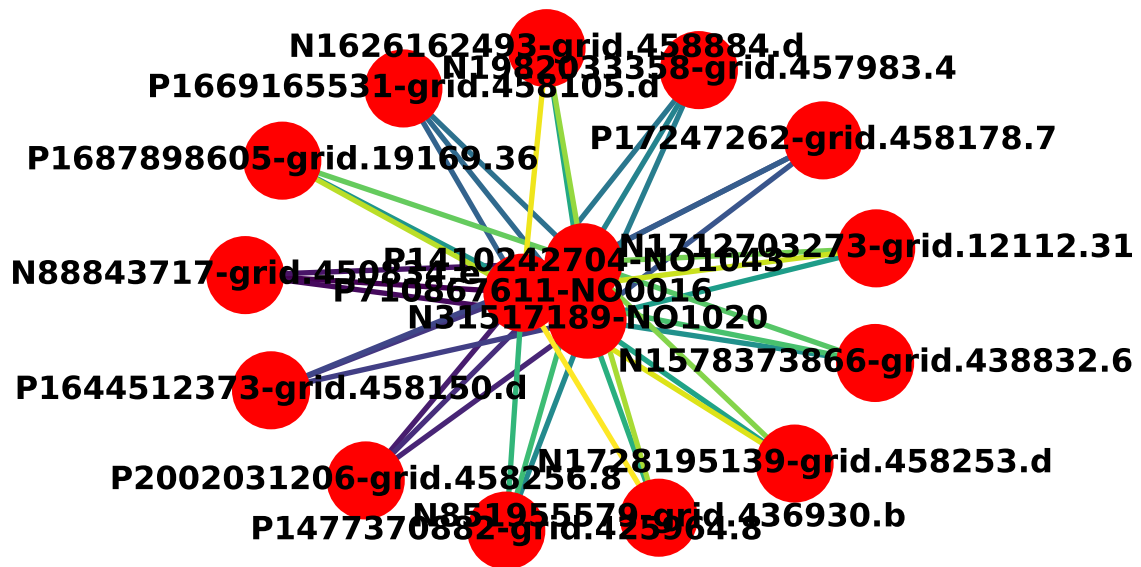 N1626162493-grid.458884.d
N1982033358-grid.457983.4
P1669165531-grid.458105.d
P17247262-grid.458178.7
P1687898605-grid.19169.36
N1712703273-grid.12112.31
P1410242704-NO1043
N88843717-grid.450834.e
P710867611-NO0016
N31517189-NO1020
N1578373866-grid.438832.6
P1644512373-grid.458150.d
N1728195139-grid.458253.d
P2002031206-grid.458256.8
N851955579-grid.436930.b
P1477370882-grid.425964.8